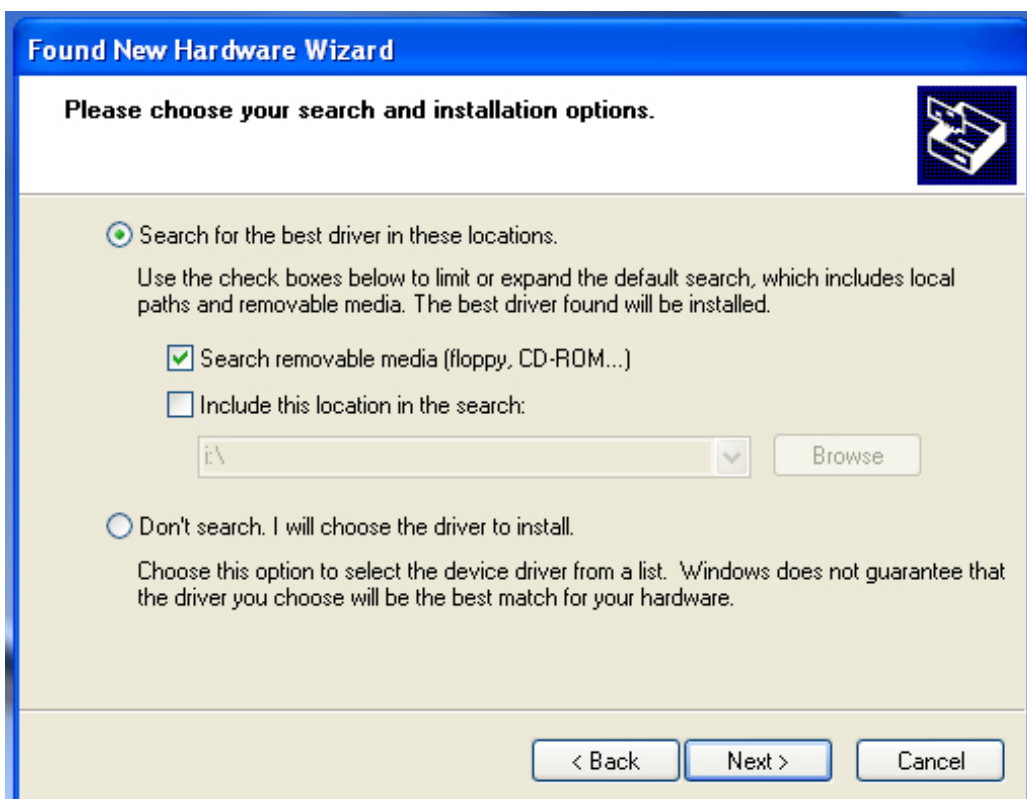 Found New Hardware Wizard
Please choose your search and installation options.
Search for the best driver in these locations.
Use the check boxes below to limit or expand the default search, which includes local
paths and removable media. The best driver found will be installed.
Search removable media (floppy, CD-ROM...)
Include this location in the search:
i:\
Browse
Don't search. I will choose the driver to install.
Choose this option to select the device driver from a list.  Windows does not guarantee that
the driver you choose will be the best match for your hardware.
< Back
Next >
Cancel